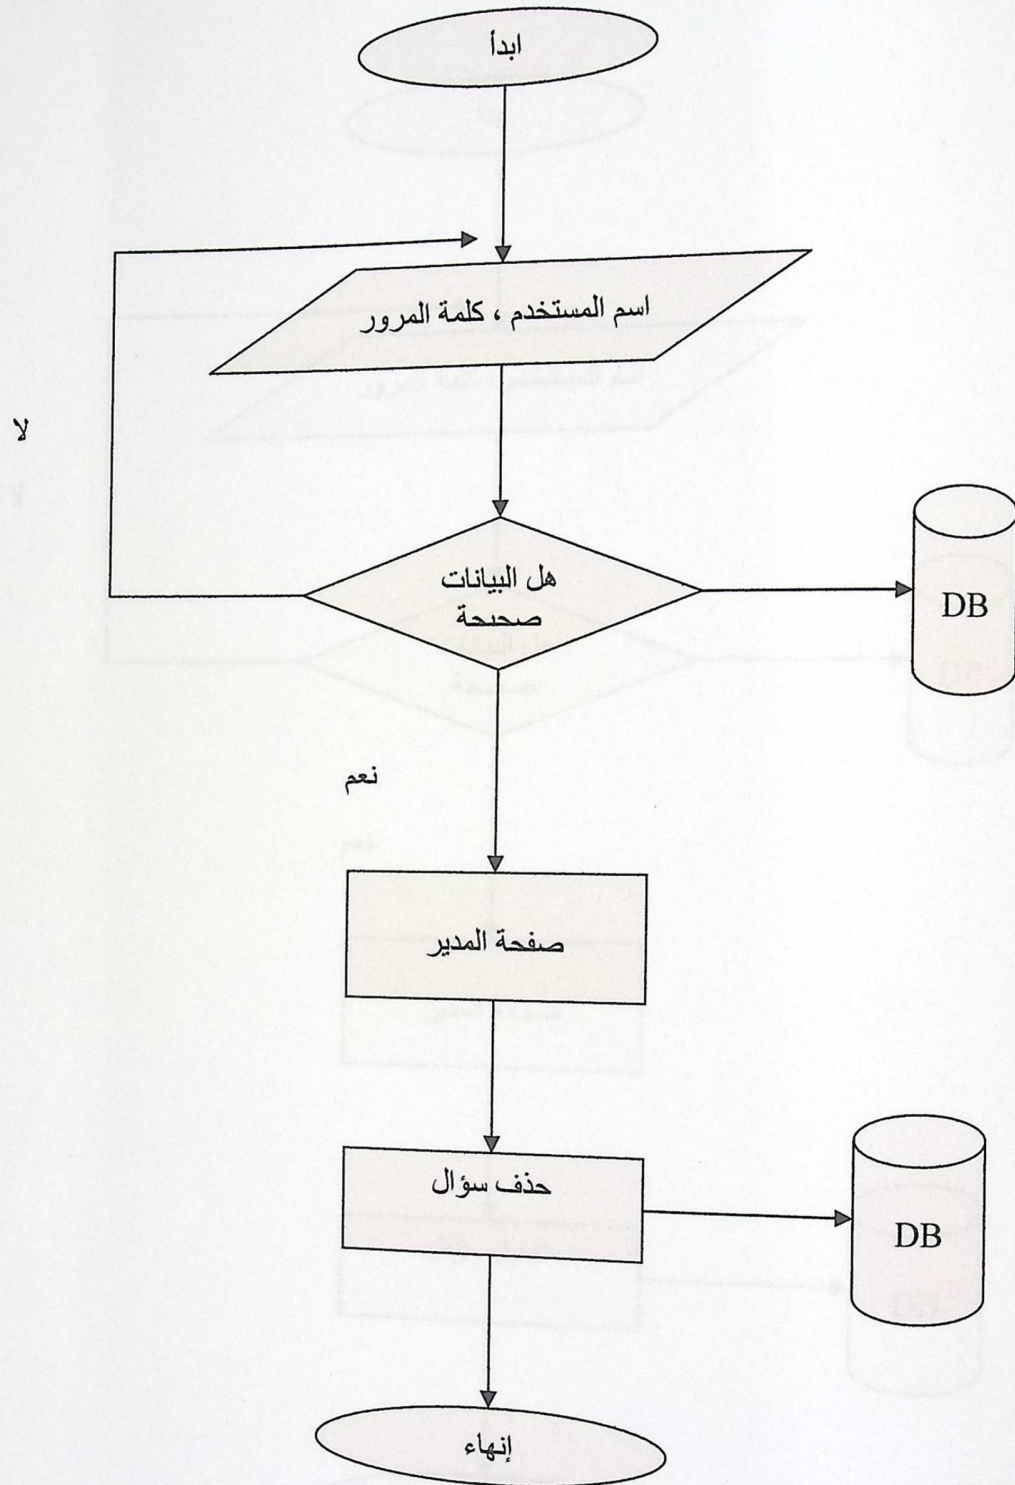 ابدأ
اسم المستخدم ، كلمة المرور
لا
هل البيانات
صحيحة
DB
نعم
صفحة المدير
حذف سؤال
DB
إنهاء